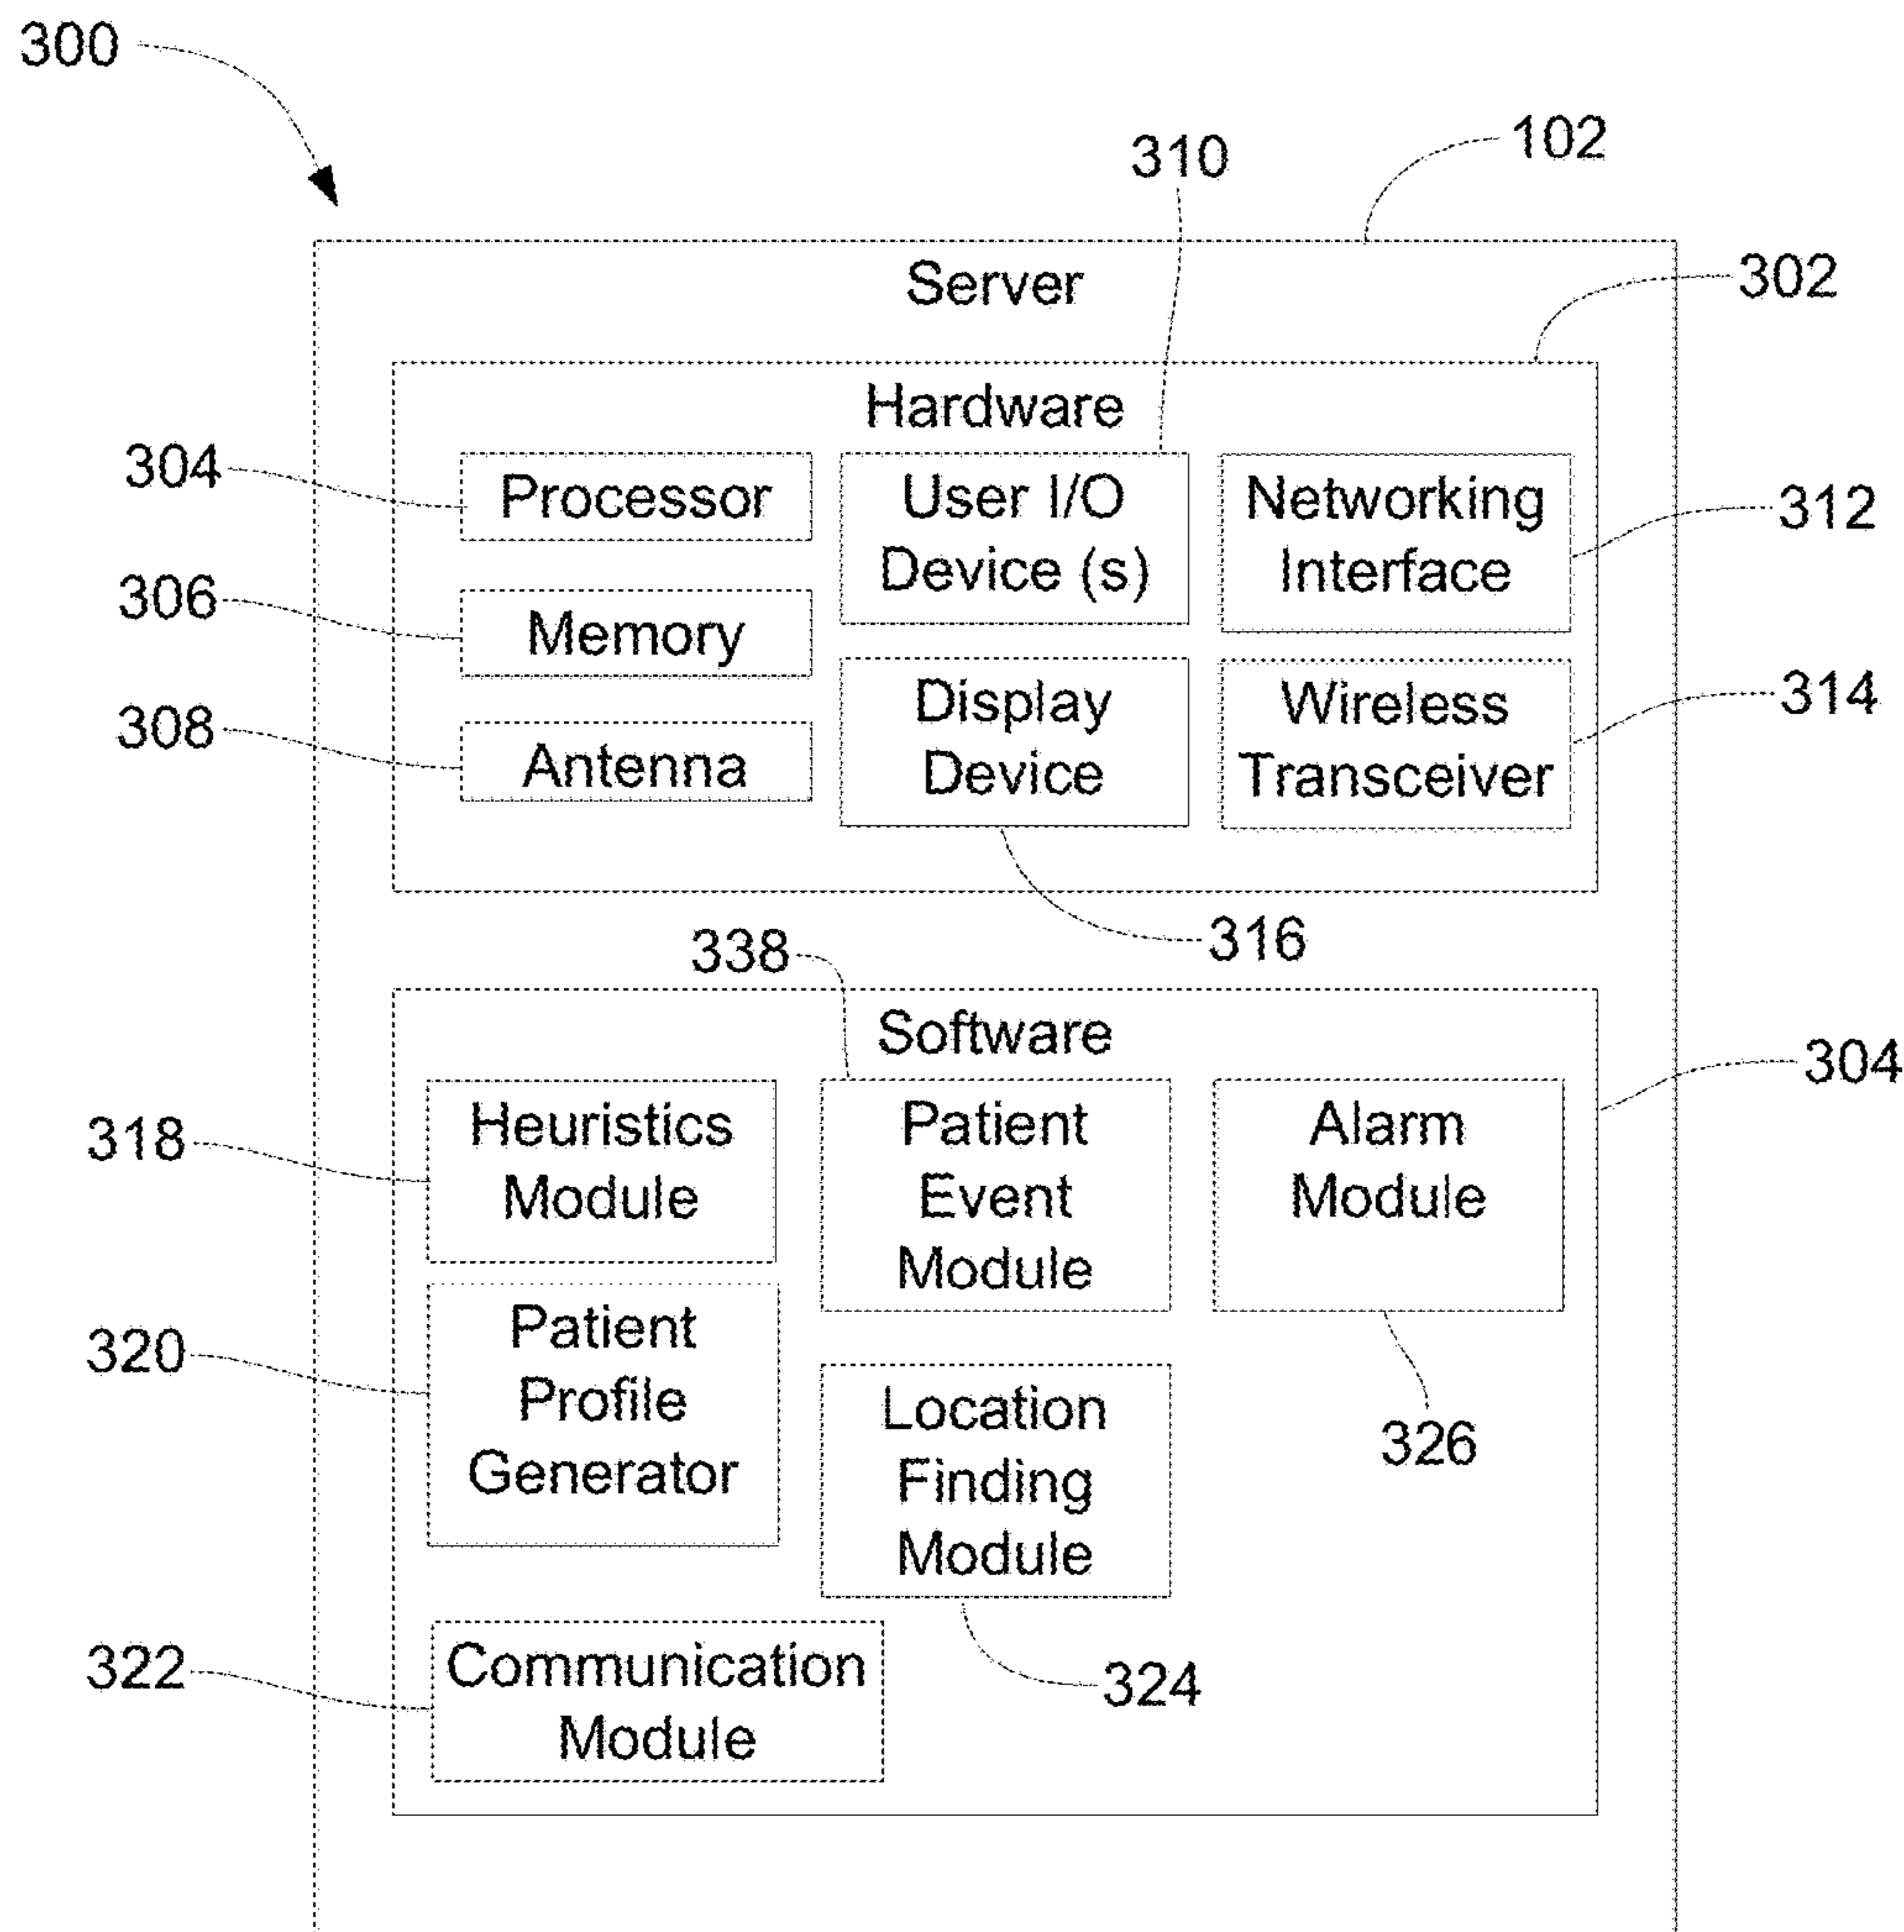 300
102
310
Server
302
Hardware
304
Processor
User I/O
Device (s)
Networking
Interface
312
306
Memory
308
Antenna
Display
Device
Wireless
Transceiver
314
316
338
Software
304
318
Heuristics
Module
Patient
Event
Module
Alarm
Module
320
Patient
Profile
Generator
Location
Finding
Module
326
322
Communication
Module
324